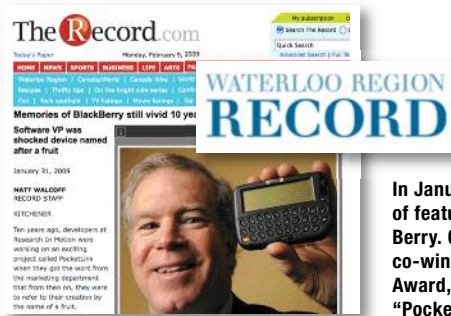 The Record.com
My subscription
Search The Record
Today's Paper
Monday, February 9, 2009
Quick Search
Advanced Search | Full Te
HOME NEWS SPORTS BUSINESS LIFE ARTS
Waterloo Region | Canada/World | Canada Wire | World
Recipes | Thrifty tips | On the bright side series |
Out | Tech spotlight | TV listings | Movie listings | Top
WATERLOO REGION
RECORD
Memories of BlackBerry still vivid 10 yea
Software VP was
shocked device named
after a fruit
January 31, 2009
MATT WALCOFF
RECORD STAFF
KITCHENER
Ten years ago, developers at
Research In Motion were
working on an exciting
project called PocketLink
when they got the word from
the marketing department
that from then on, they were
to refer to their creation by
the name of a fruit.
In Janu
of featu
Berry. C
co-win
Award,
"Pocke